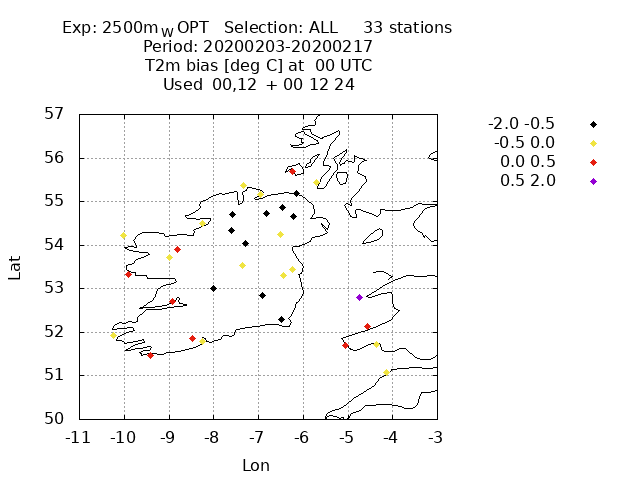 Exp: 2500m_W OPT   Selection: ALL     33 stations
Period: 20200203-20200217
T2m bias [deg C] at  00 UTC
Used  00,12  + 00 12 24
-2.0 -0.5
-0.5 0.0
0.0 0.5
0.5 2.0
57
56
55
54
53
52
51
50
Lat
-11 -10 -9 -8 -7 -6 -5 -4 -3
Lon